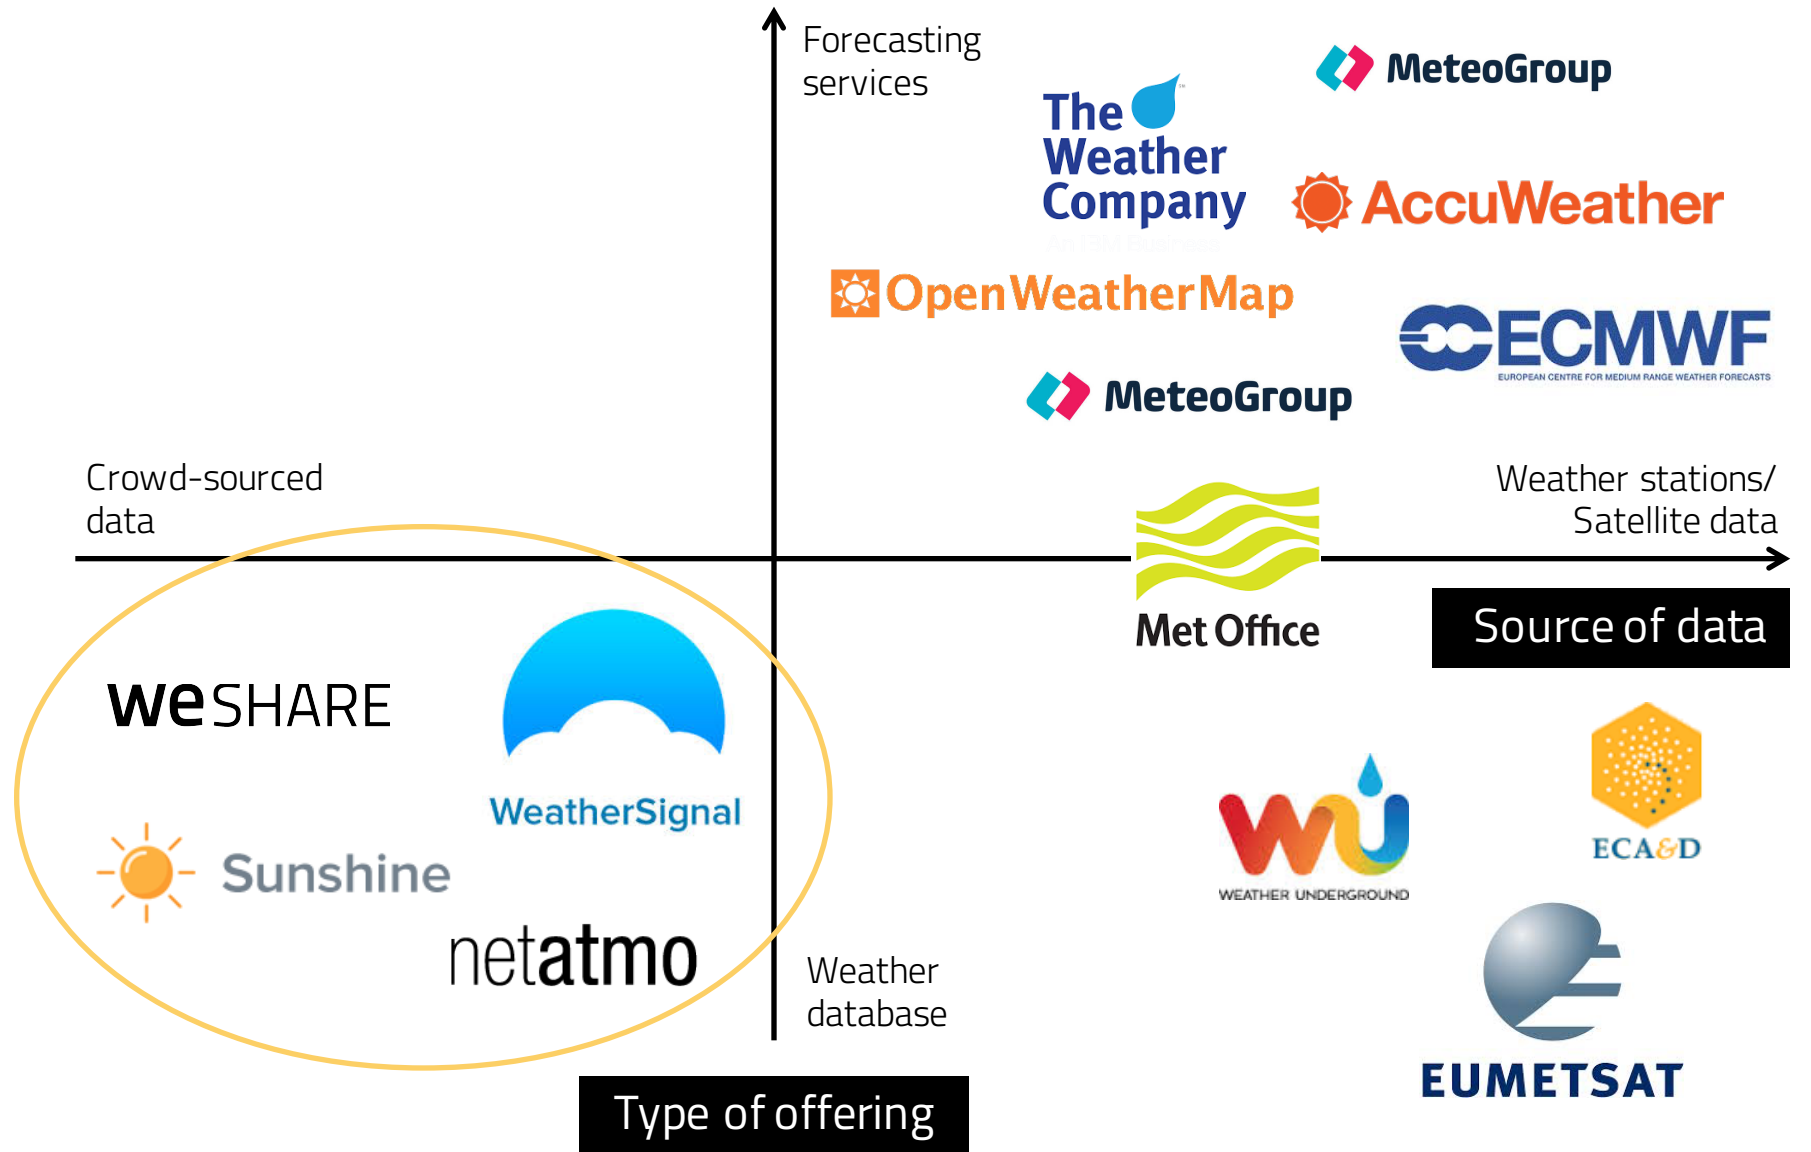 Forecasting
services
MeteoGroup
The
Weather
Company
AccuWeather
OpenWeatherMap
ECMWF
EUROPEAN CENTRE FOR MEDIUM RANGE WEATHER FORECASTS
MeteoGroup
Crowd-sourced
data
Weather stations/
Satellite data
Met Office
Source of data
weSHARE
WeatherSignal
Sunshine
netatmo
WU
WEATHER UNDERGROUND
ECA&D
EUMETSAT
Weather
database
Type of offering